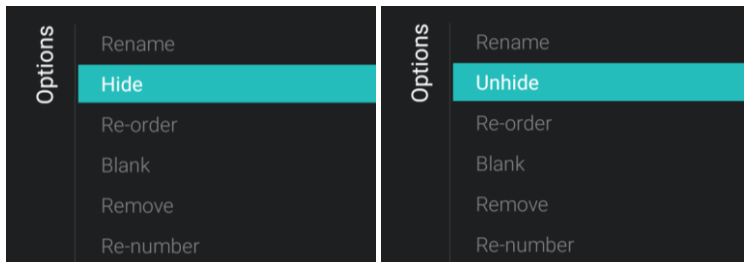 Options
Rename
Hide
Re-order
Blank
Remove
Re-number
Options
Rename
Unhide
Re-order
Blank
Remove
Re-number